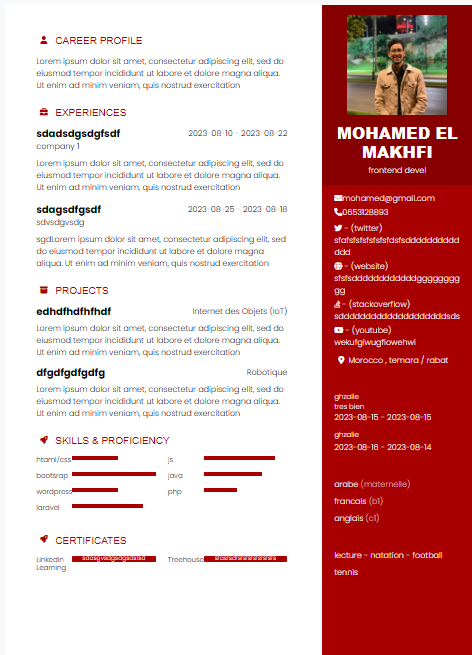 CAREER PROFILE
Lorem ipsum dolor sit amet, consectetur adipiscing elit, sed do
eiusmod tempor incididunt ut labore et dolore magna aliqua.
Ut enim ad minim veniam, quis nostrud exercitation
EXPERIENCES
sdadsdgsdgfsdf 2023-08-10 - 2023-08-22
company 1
Lorem ipsum dolor sit amet, consectetur adipiscing elit, sed do
eiusmod tempor incididunt ut labore et dolore magna aliqua.
Ut enim ad minim veniam, quis nostrud exercitation
sdagsdfgsdf 2023-08-25 - 2023-08-18
sdvsdgvsdg
sgdLorem ipsum dolor sit amet, consectetur adipiscing elit, sed
do eiusmod tempor incididunt ut labore et dolore magna
aliqua. Ut enim ad minim veniam, quis nostrud exercitation
PROJECTS
edhdfhdfhfhdf Internet des Objets (IoT)
Lorem ipsum dolor sit amet, consectetur adipiscing elit, sed do
eiusmod tempor incididunt ut labore et dolore magna aliqua.
Ut enim ad minim veniam, quis nostrud exercitation
dfgdfgdfgdfg Robotique
Lorem ipsum dolor sit amet, consectetur adipiscing elit, sed do
eiusmod tempor incididunt ut labore et dolore magna aliqua.
Ut enim ad minim veniam, quis nostrud exercitation
SKILLS & PROFICIENCY
html/css js
bootsrap java
wordpress php
laravel
CERTIFICATES
Linkedin Treehouse
Learning
MOHAMED EL
MAKHFI
frontend devel
mohamed@gmail.com
0653128893
- (twitter)
- (website)
- (stackoverflow)
- (youtube)
wekufgiwugfiowehwi
Morocco , temara / rabat
ghzalie
tres bien
2023-08-15 - 2023-08-15
ghzalie
2023-08-16 - 2023-08-14
arabe (maternelle)
francais (b1)
anglais (c1)
lecture - natation - football
tennis